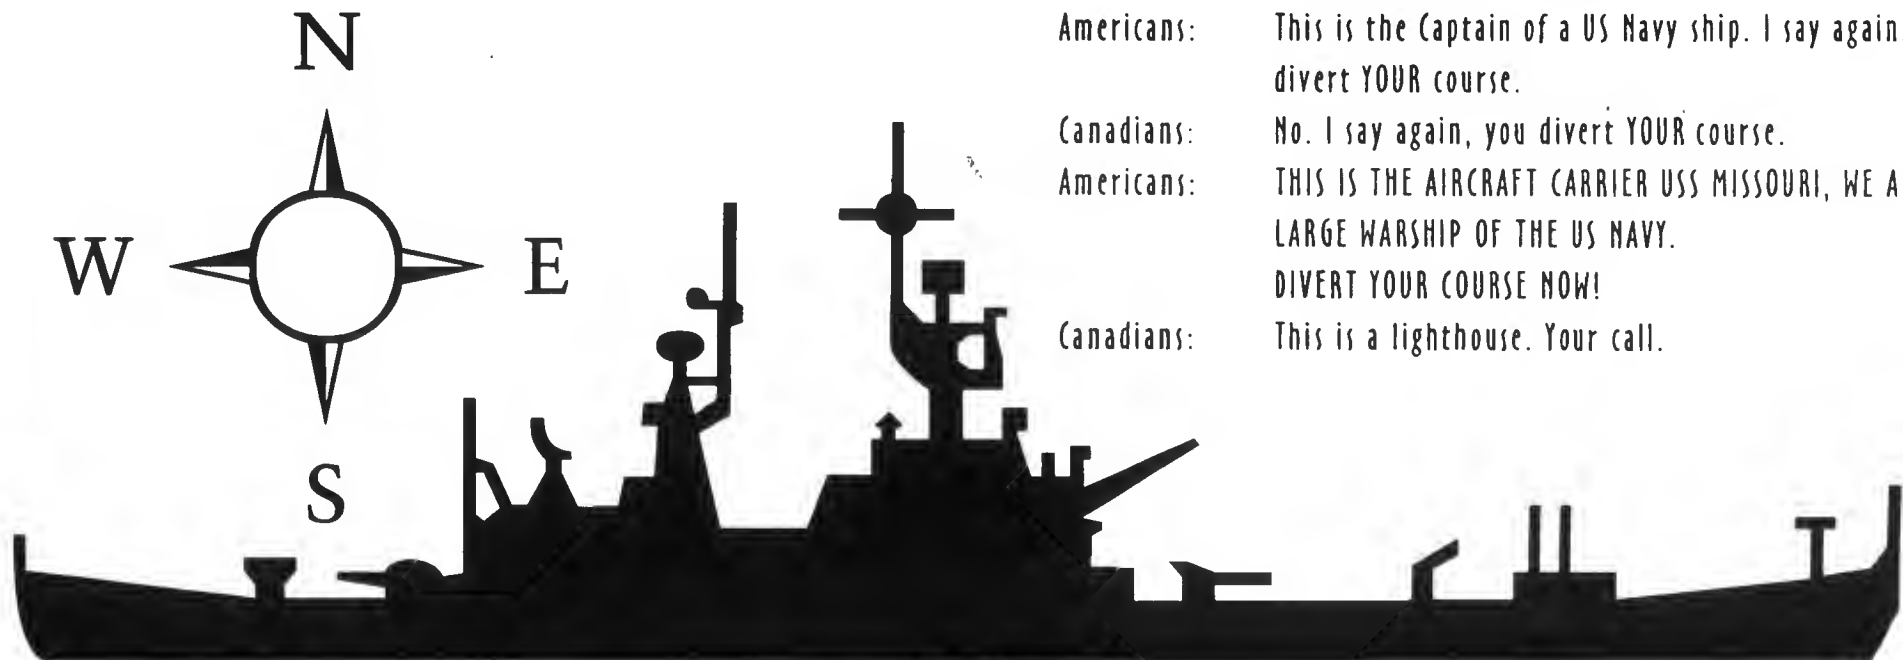 N
W E
S
Americans: This is the Captain of a US Navy ship. I say again
divert YOUR course.
Canadians: No. I say again, you divert YOUR course.
Americans: THIS IS THE AIRCRAFT CARRIER USS MISSOURI, WE A
LARGE WARSHIP OF THE US NAVY.
DIVERT YOUR COURSE NOW!
Canadians: This is a lighthouse. Your call.